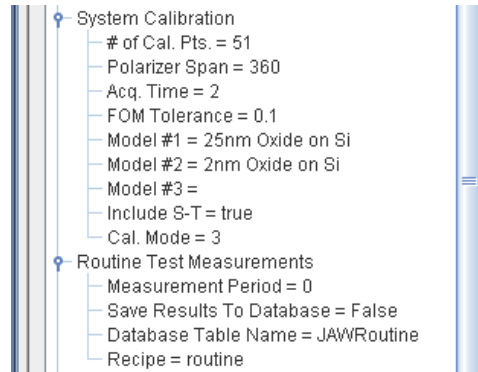 System Calibration
# of Cal. Pts. = 51
Polarizer Span = 360
Acq. Time = 2
FOM Tolerance = 0.1
Model #1 = 25nm Oxide on Si
Model #2 = 2nm Oxide on Si
Model #3 =
Include S-T = true
Cal. Mode = 3
Routine Test Measurements
Measurement Period = 0
Save Results To Database = False
Database Table Name = JAWRoutine
Recipe = routine